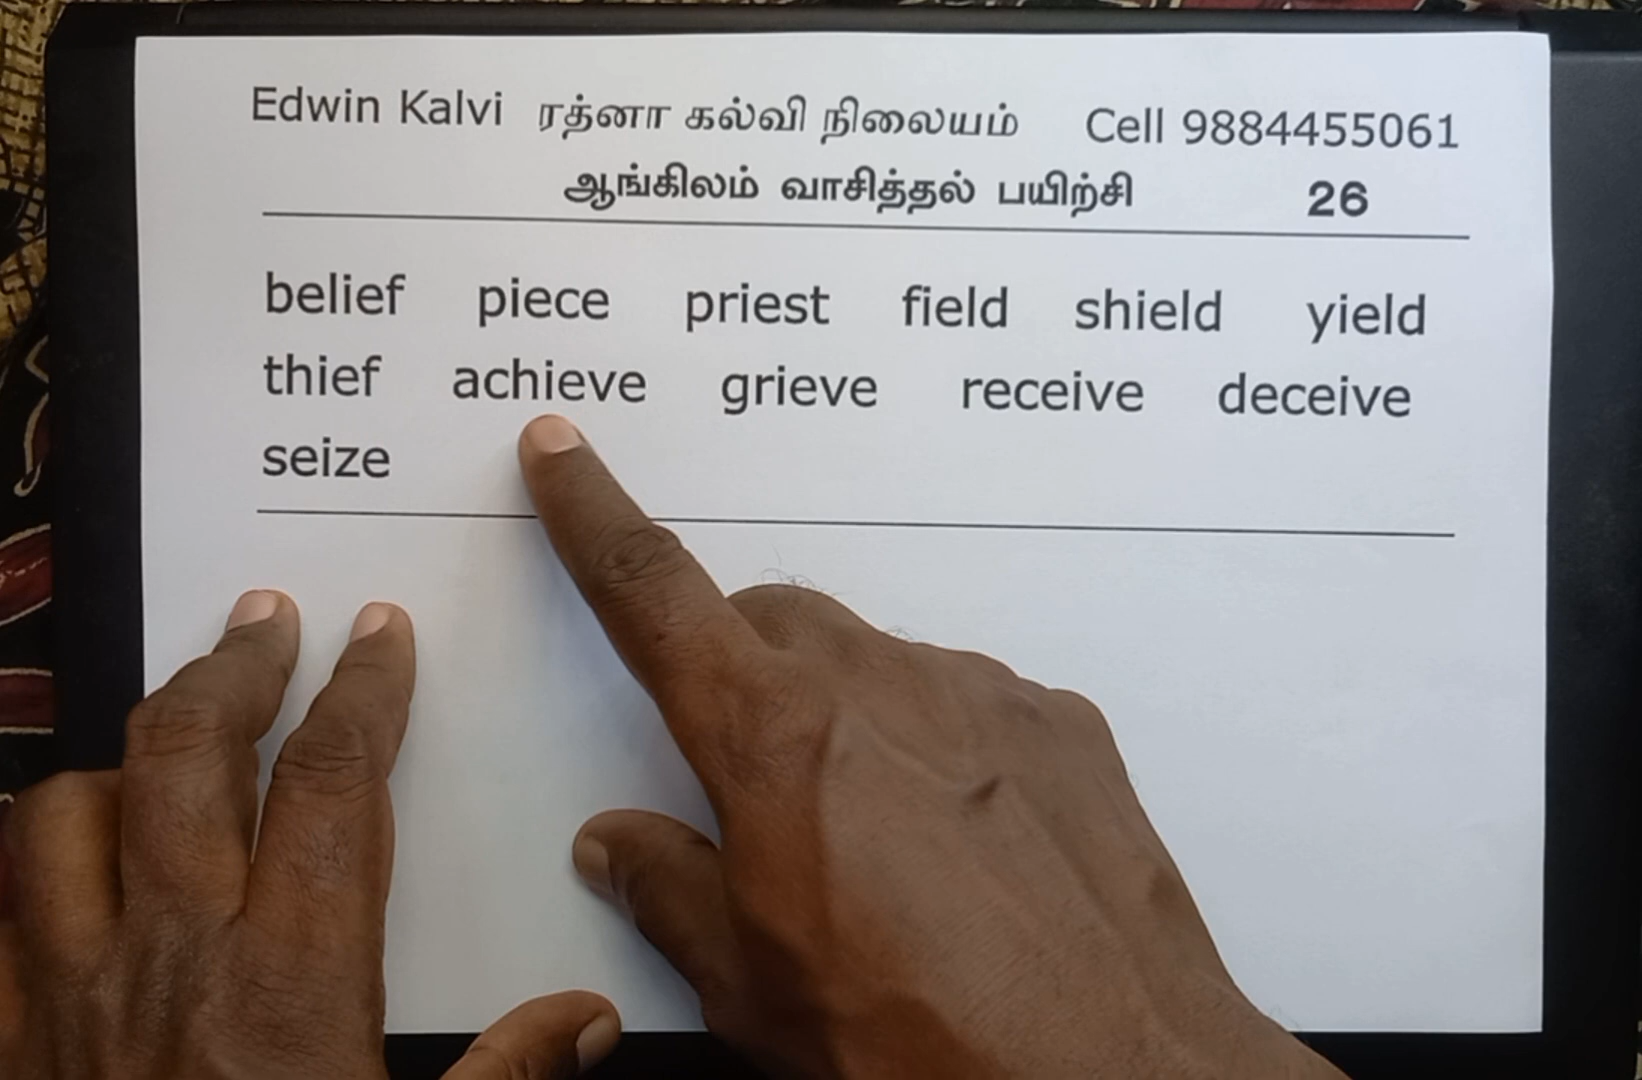 Edwin Kalvi ரத்னா கல்வி நிலையம் Cell 9884455061
ஆங்கிலம் வாசித்தல் பயிற்சி 26
belief piece priest field shield yield
thief achieve grieve receive deceive
seize